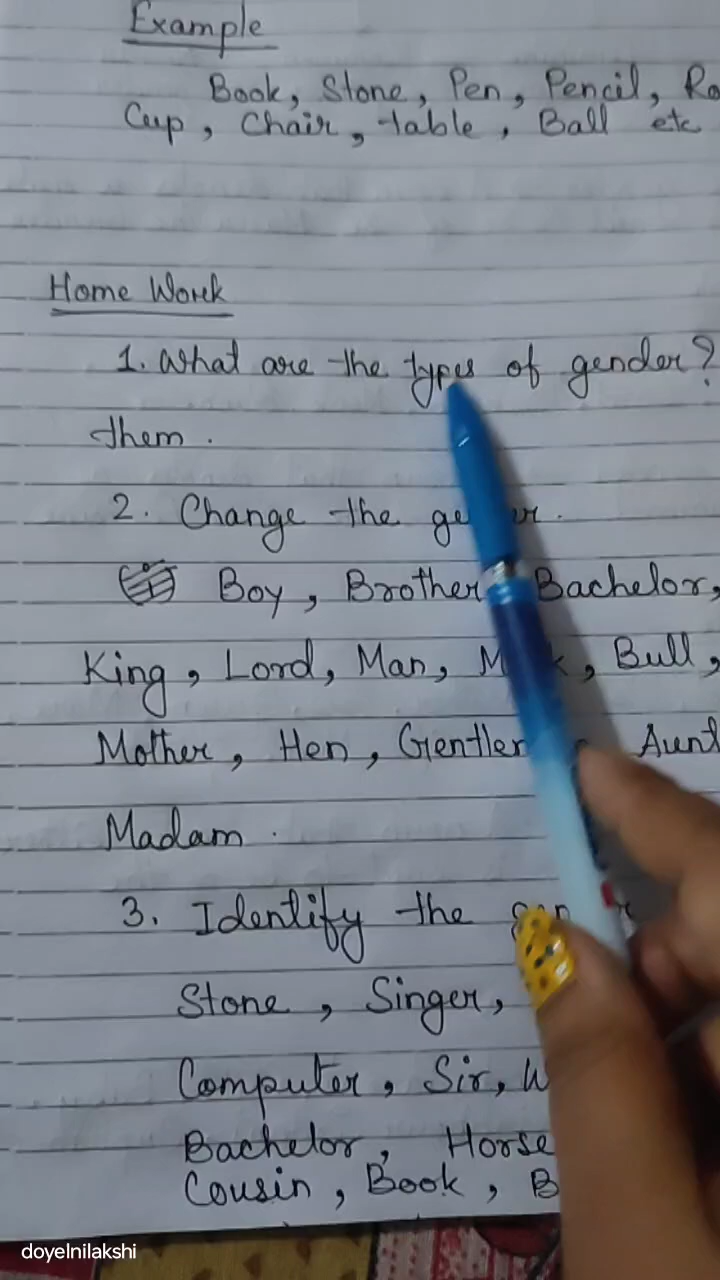 Example
Book, Stone, Pen, Pencil,
Cup, Chair, table, Ball etc
Home Work
1. What are the types of gender?
them.
2. Change the
Boy, Brother Bachelor,
King, Lord, Man, Bull,
Mother, Hen, Aunt
Madam.
3. Identify the
Stone, Singer,
Computer, Sir,
Bachelor, Horse
Cousin, Book,
doyelnilakshi